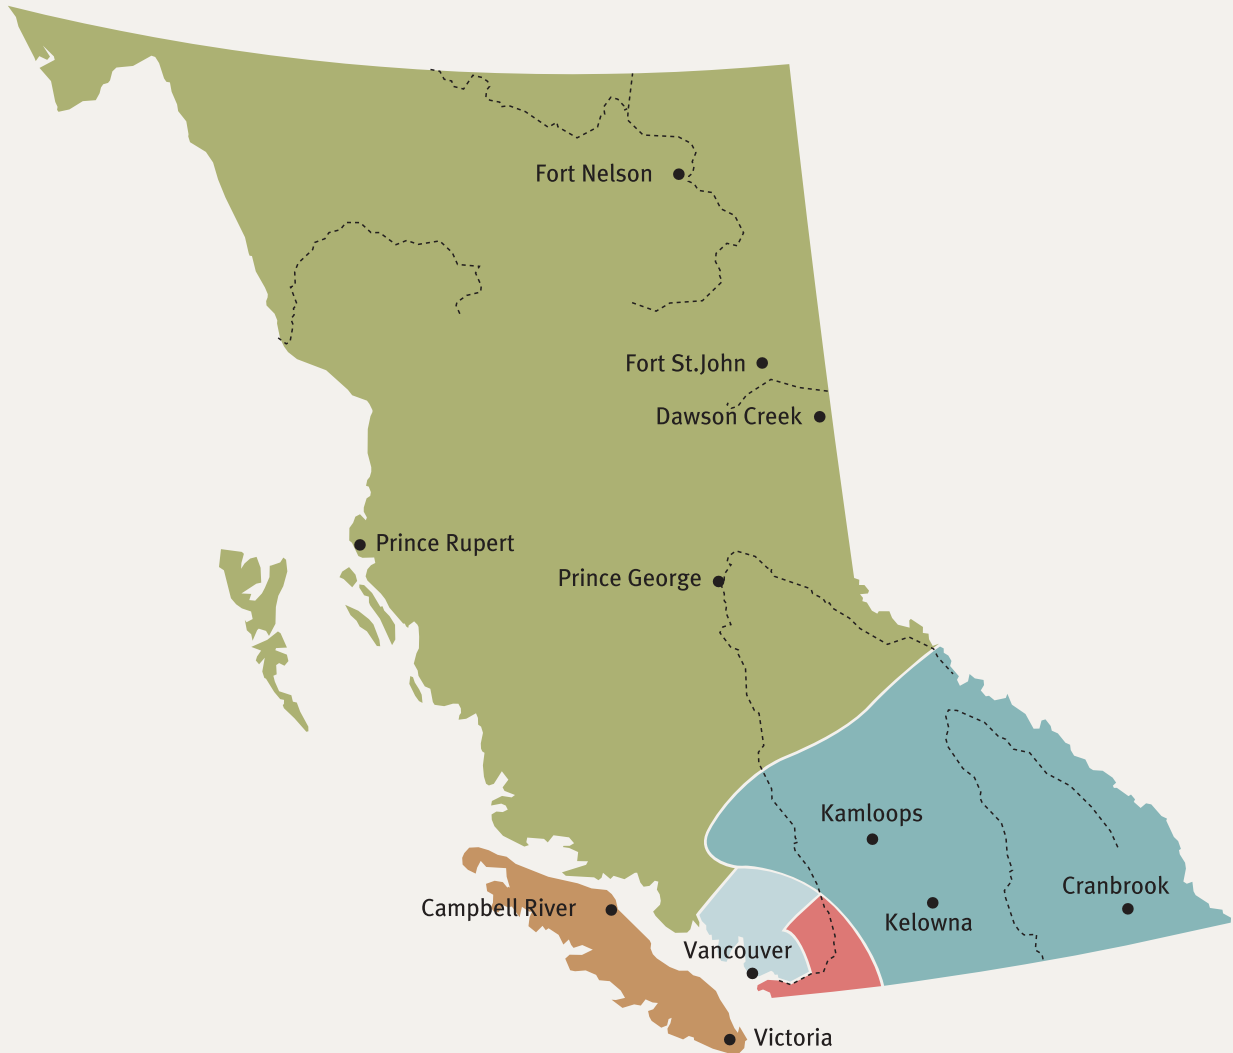 Fort Nelson
Fort St.John
Dawson Creek
Prince Rupert
Prince George
Kamloops
Cranbrook
Campbell River
Kelowna
Vancouver
Victoria